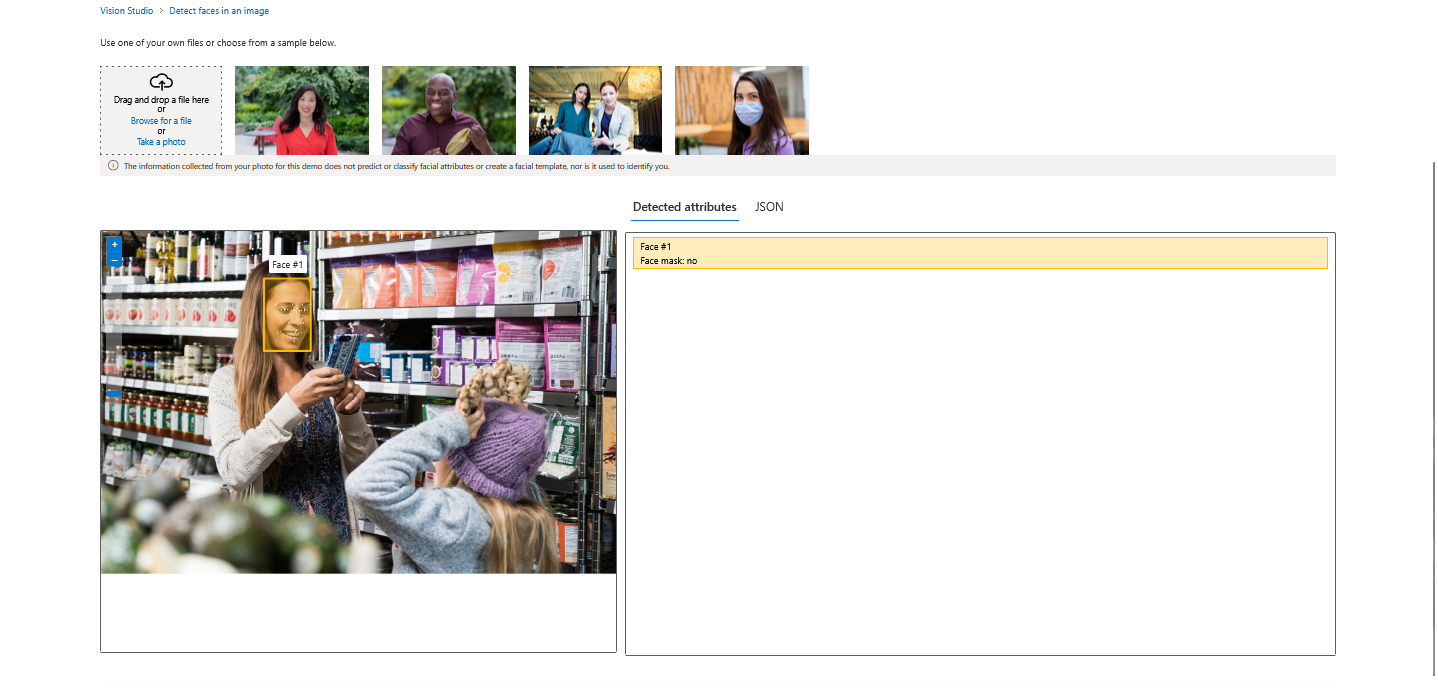 Vision Studio > Detect faces in an image
Use one of your own files or choose from a sample below.
Drag and drop a file here
or
Browse for a file
or
Take a photo
The information collected from your photo for this demo does not predict or classify facial attributes or create a facial template, nor is it used to identify you.
Detected attributes JSON
+
−
Face #1
Face #1
Face mask: no